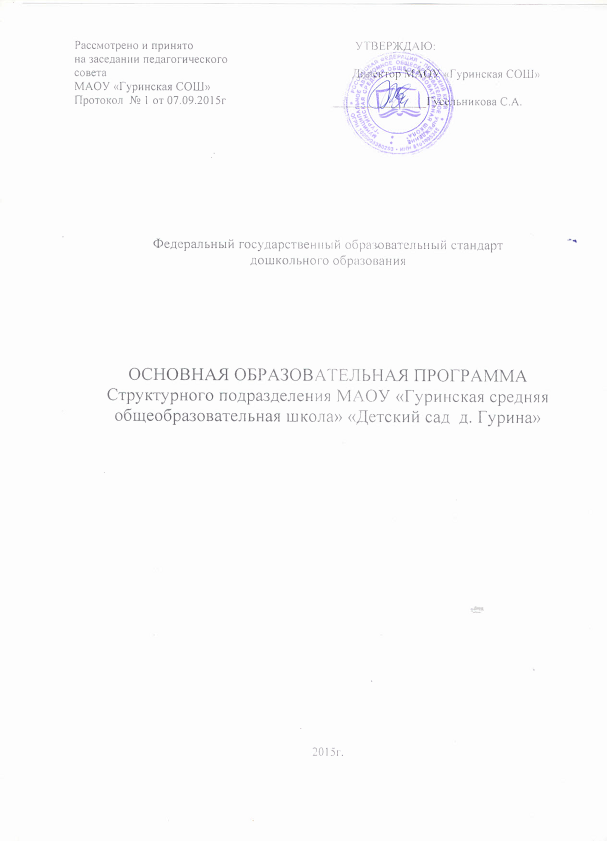 Рассмотрено и принято
на заседании педагогического
совета
МАОУ «Гуринская СОШ»
Протокол № 1 от 07.09.2015г
УТВЕРЖДАЮ:
Директор МАОУ «Гуринская СОШ»
Гусельникова С.А.
Федеральный государственный образовательный стандарт
дошкольного образования
ОСНОВНАЯ ОБРАЗОВАТЕЛЬНАЯ ПРОГРАММА
Структурного подразделения МАОУ «Гуринская средняя
общеобразовательная школа» «Детский сад д. Гурина»
2015г.